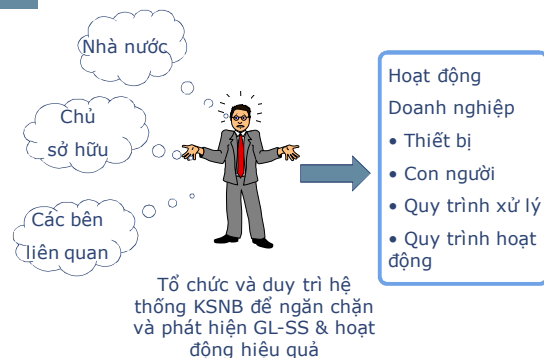 Nhà nước
Chủ
sở hữu
Các bên
liên quan
Hoạt động
Doanh nghiệp
• Thiết bị
• Con người
• Quy trình xử lý
• Quy trình hoạt
động
Tổ chức và duy trì hệ
thống KSNB để ngăn chặn
và phát hiện GL-SS & hoạt
động hiệu quả